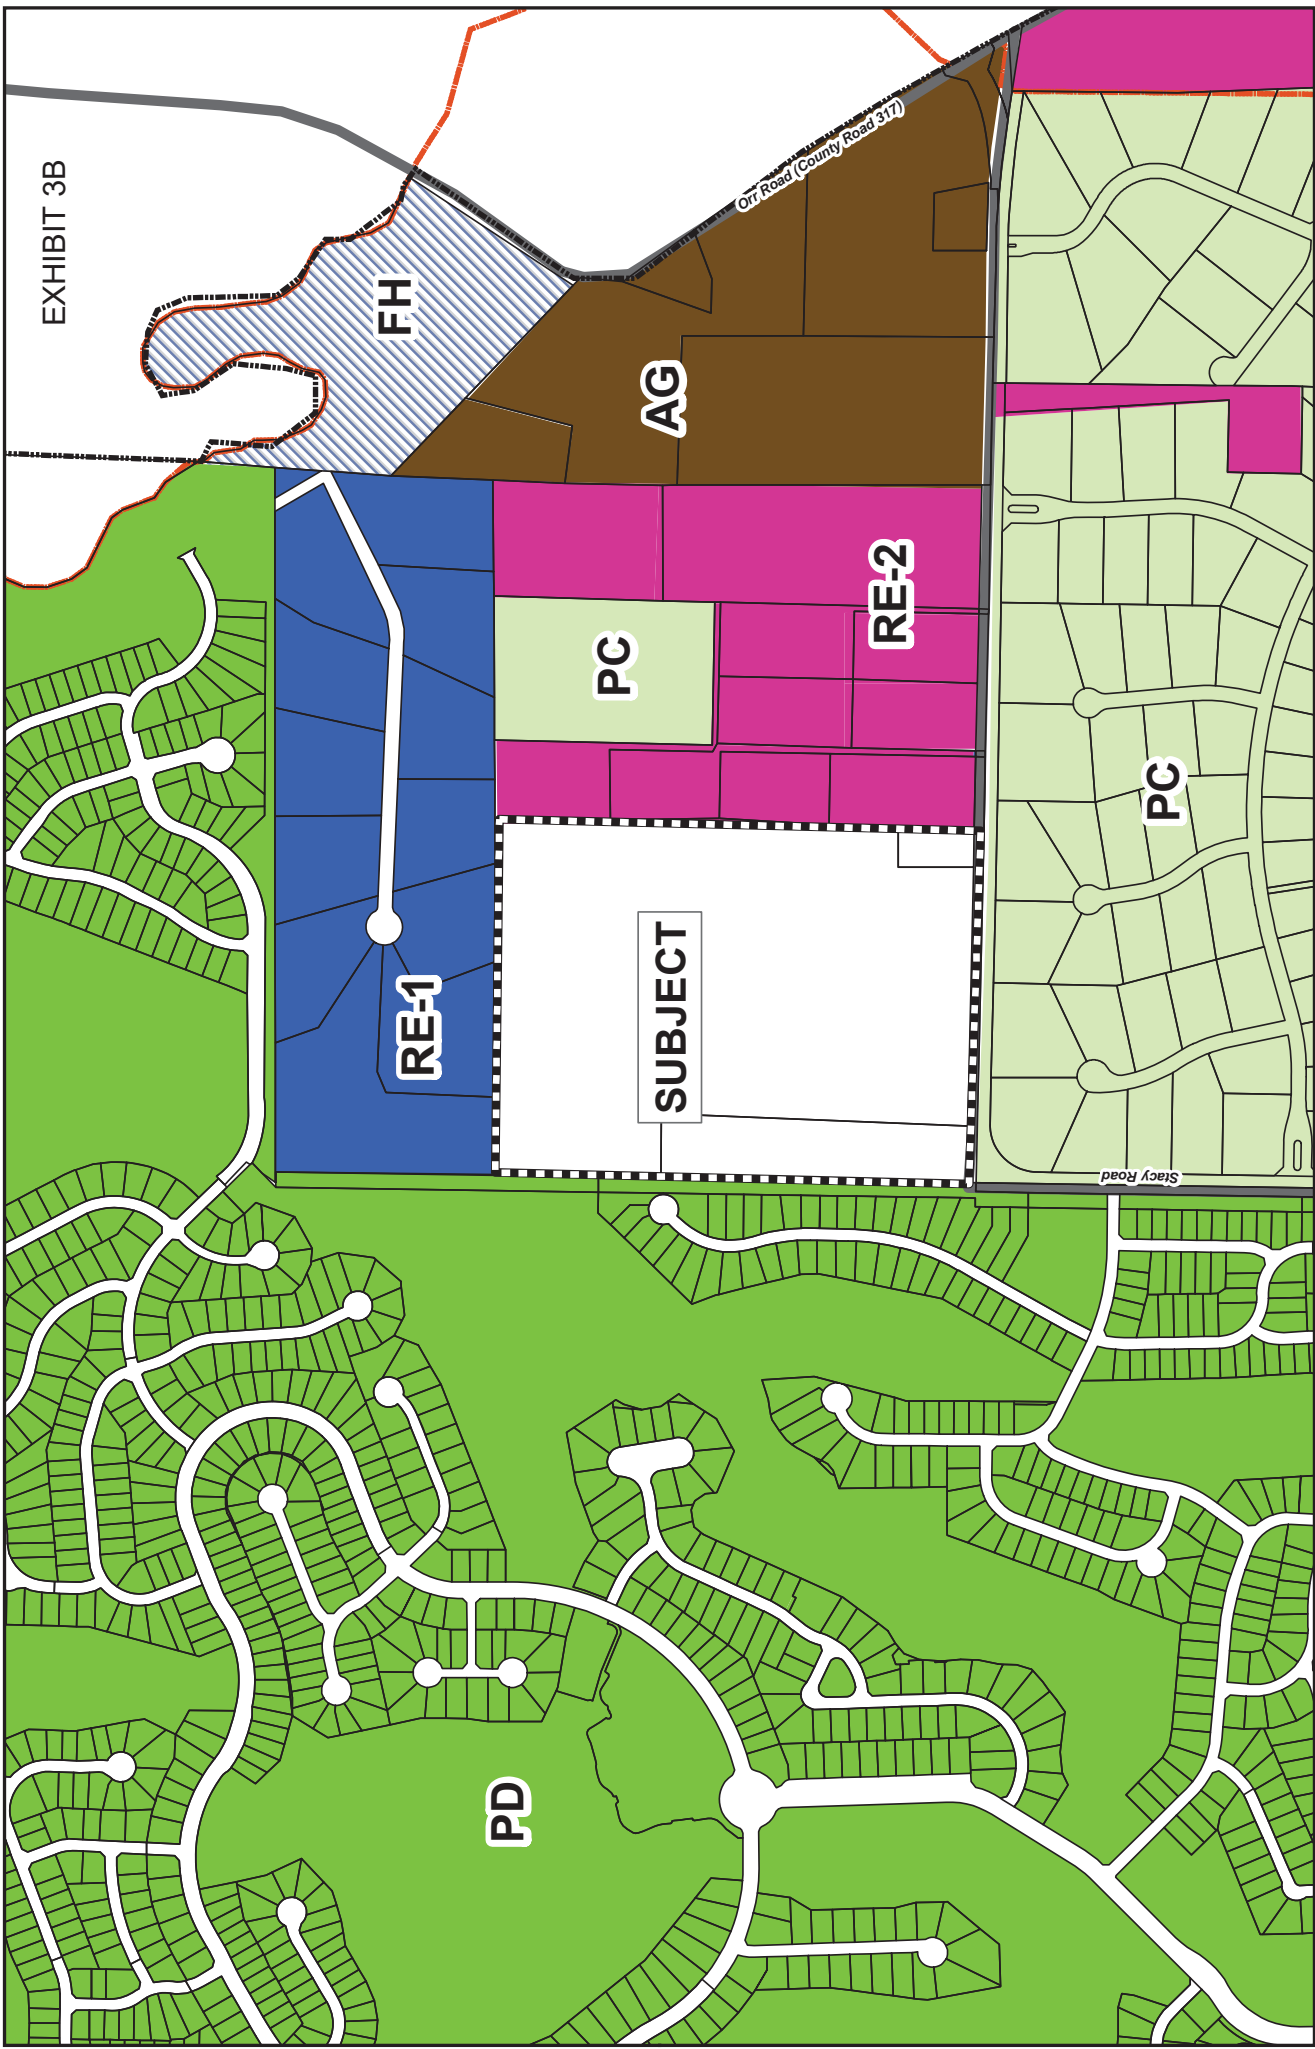 EXHIBIT 3B
FH
Orr Road (County Road 317)
AG
RE-2
PC
PC
RE-1
SUBJECT
Stacy Road
PD